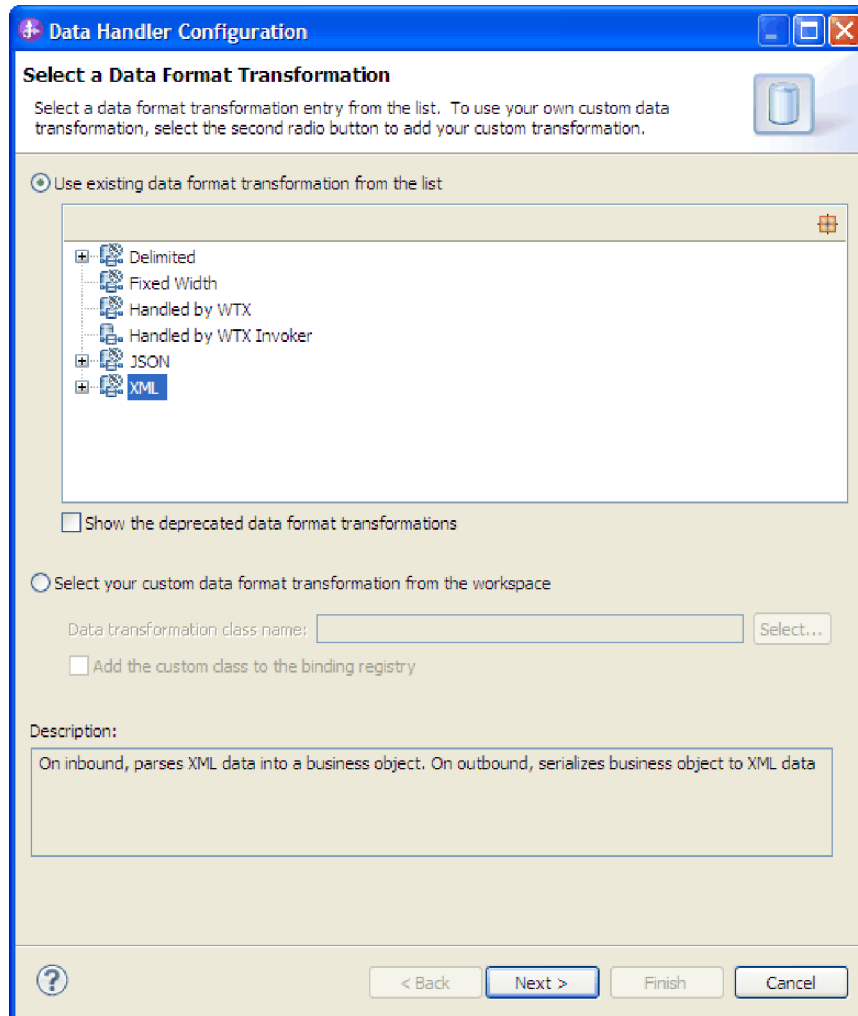 Data Handler Configuration
Select a Data Format Transformation
Select a data format transformation entry from the list. To use your own custom data
transformation, select the second radio button to add your custom transformation.
Use existing data format transformation from the list
Delimited
Fixed Width
Handled by WTX
Handled by WTX Invoker
JSON
XML
Show the deprecated data format transformations
Select your custom data format transformation from the workspace
Data transformation class name:
Select...
Add the custom class to the binding registry
Description:
On inbound, parses XML data into a business object. On outbound, serializes business object to XML data
?
< Back
Next >
Finish
Cancel